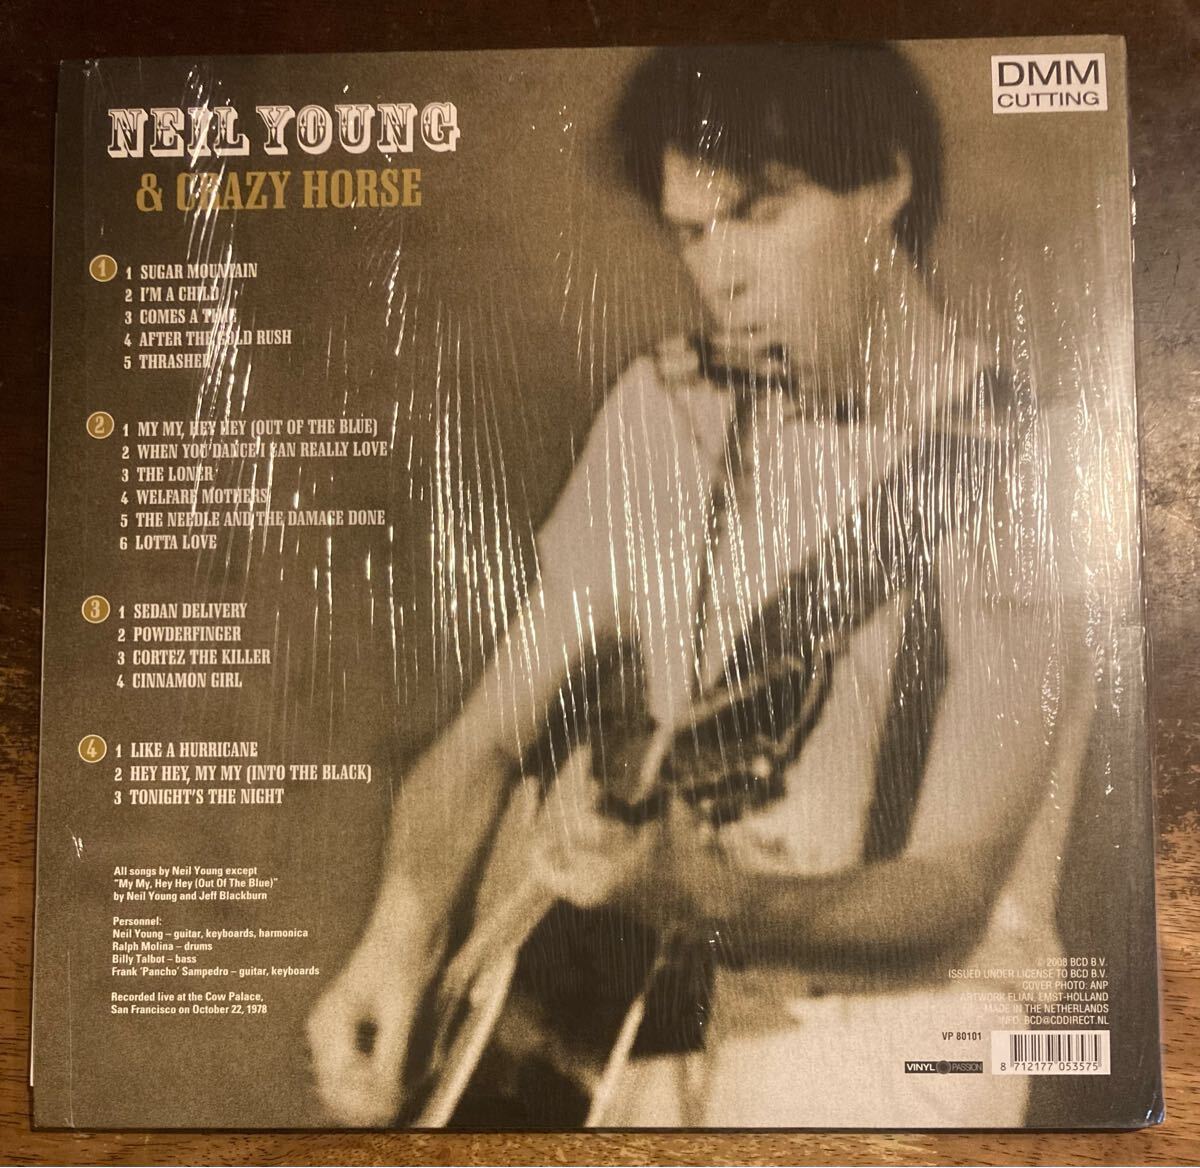 DMM
CUTTING
NEIL YOUNG
& CRAZY HORSE
1
1 SUGAR MOUNTAIN
2 I'M A CHILD
3 COMES A TIME
4 AFTER THE GOLD RUSH
5 THRASHER
2
1 MY MY, HEY HEY (OUT OF THE BLUE)
2 WHEN YOU DANCE I CAN REALLY LOVE
3 THE LONER
4 WELFARE MOTHERS
5 THE NEEDLE AND THE DAMAGE DONE
6 LOTTA LOVE
3
1 SEDAN DELIVERY
2 POWDERFINGER
3 CORTEZ THE KILLER
4 CINNAMON GIRL
4
1 LIKE A HURRICANE
2 HEY HEY, MY MY (INTO THE BLACK)
3 TONIGHT'S THE NIGHT
All songs by Neil Young except
"My My, Hey Hey (Out Of The Blue)"
by Neil Young and Jeff Blackburn
Personnel:
Neil Young – guitar, keyboards, harmonica
Ralph Molina – drums
Billy Talbot – bass
Frank 'Pancho' Sampedro – guitar, keyboards
Recorded live at the Cow Palace,
San Francisco on October 22, 1978
© 2008 BCD B.V.
ISSUED UNDER LICENSE TO BCD B.V.
COVER PHOTO: ANP
ARTWORK ELIAN, EMST-HOLLAND
MADE IN THE NETHERLANDS
INFO: BCD@CDDIRECT.NL
VP 80101
VINYL PASSION
8 712177 053575